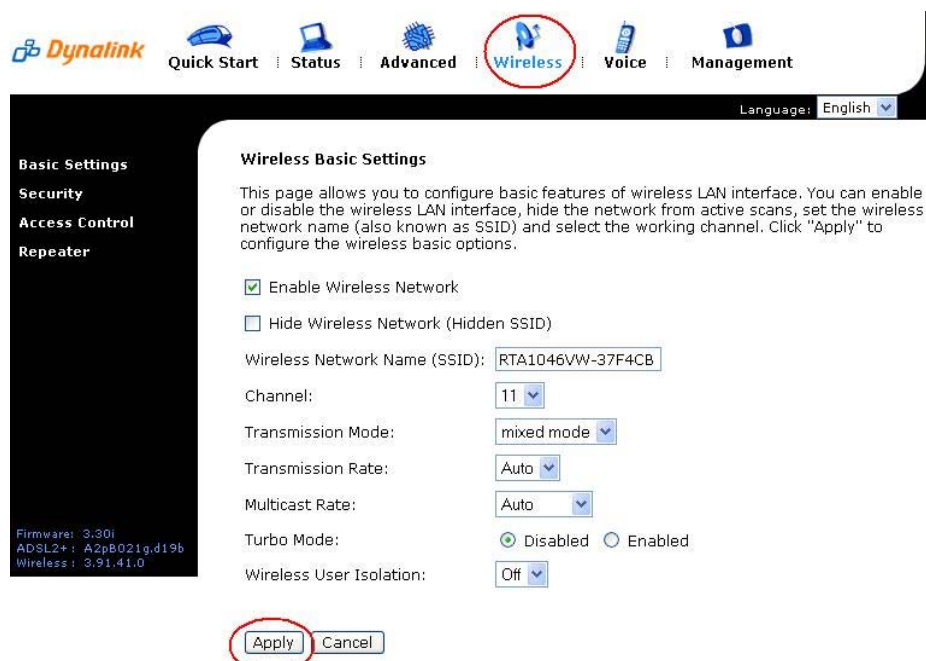 Dynalink
Quick Start | Status | Advanced | Wireless | Voice | Management
Language: English
Basic Settings
Security
Access Control
Repeater
Wireless Basic Settings
This page allows you to configure basic features of wireless LAN interface. You can enable
or disable the wireless LAN interface, hide the network from active scans, set the wireless
network name (also known as SSID) and select the working channel. Click "Apply" to
configure the wireless basic options.
Enable Wireless Network
Hide Wireless Network (Hidden SSID)
Wireless Network Name (SSID): RTA1046VW-37F4CB
Channel: 11
Transmission Mode: mixed mode
Transmission Rate: Auto
Multicast Rate: Auto
Turbo Mode: Disabled Enabled
Wireless User Isolation: Off
Firmware: 3.30i
ADSL2+: A2pB021g.d19b
Wireless: 3.91.41.0
Apply Cancel